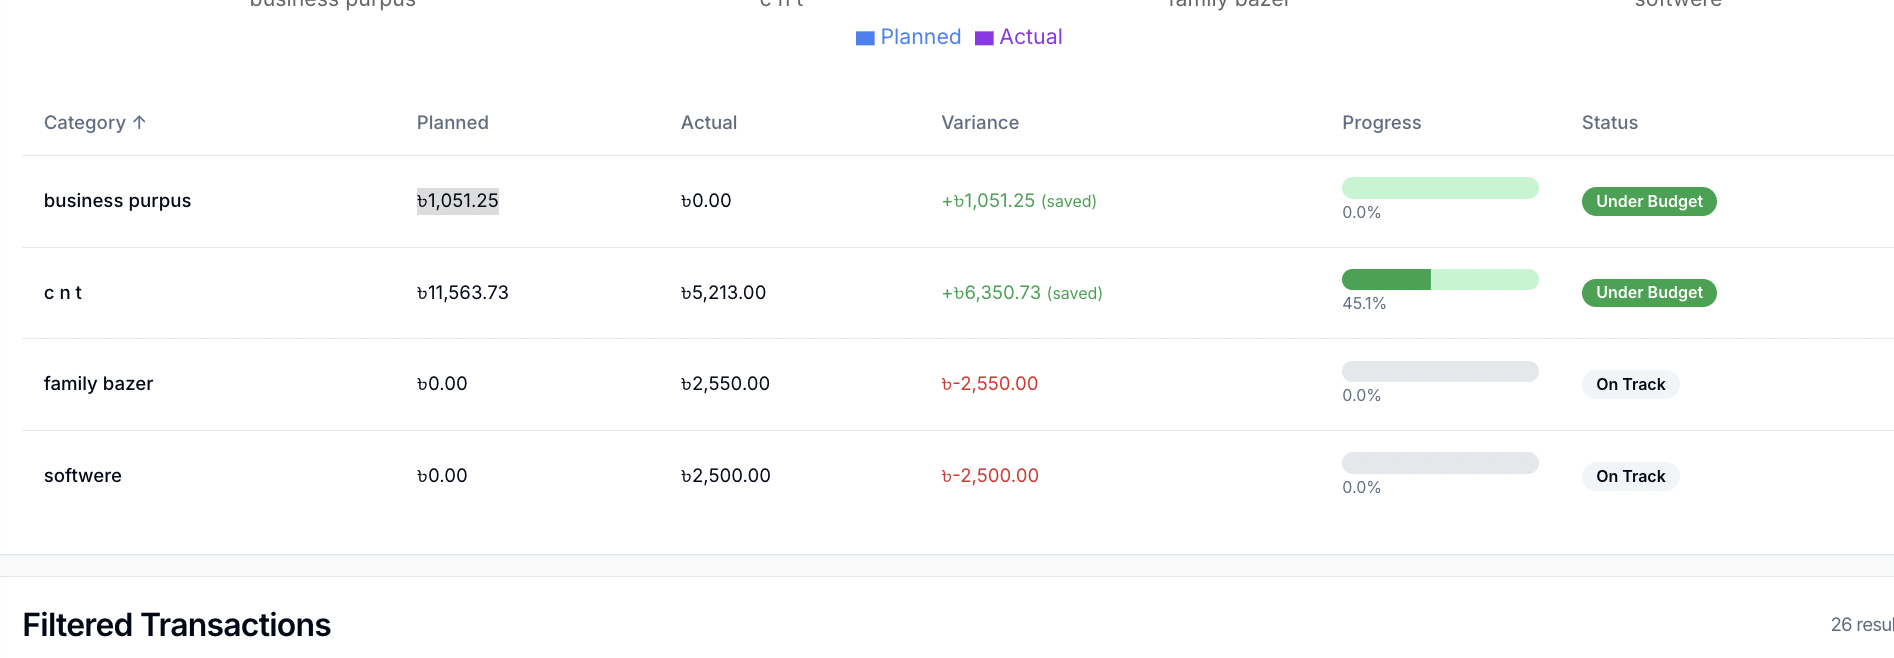 business purpus c n t family bazer softwere
Planned Actual
Category ↑ Planned Actual Variance Progress Status
business purpus ৳1,051.25 ৳0.00 +৳1,051.25 (saved) 0.0% Under Budget
c n t ৳11,563.73 ৳5,213.00 +৳6,350.73 (saved) 45.1% Under Budget
family bazer ৳0.00 ৳2,550.00 ৳-2,550.00 0.0% On Track
softwere ৳0.00 ৳2,500.00 ৳-2,500.00 0.0% On Track
Filtered Transactions 26